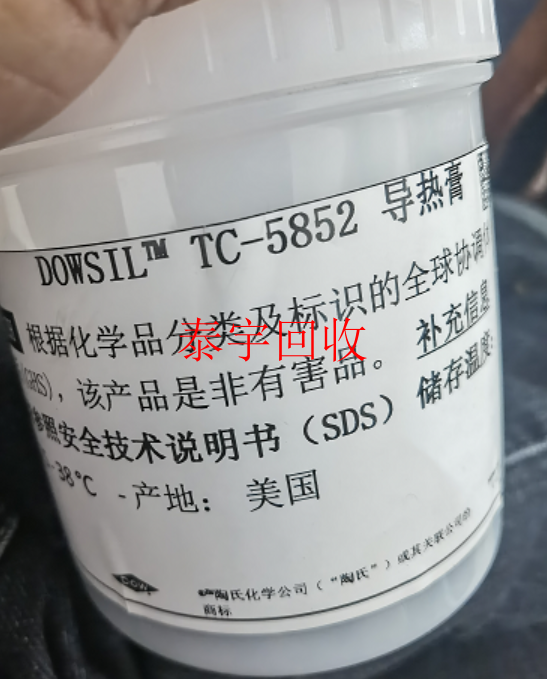 DOWSIL™ TC-5852 导热膏
根据化学品分类及标识的全球协调
(GHS), 该产品是非有害品。 补充信息
参照安全技术说明书(SDS) 储存温度:
-38℃ -产地: 美国
泰宇回收
Dow
陶氏化学公司("陶氏")或其关联公司的
商标